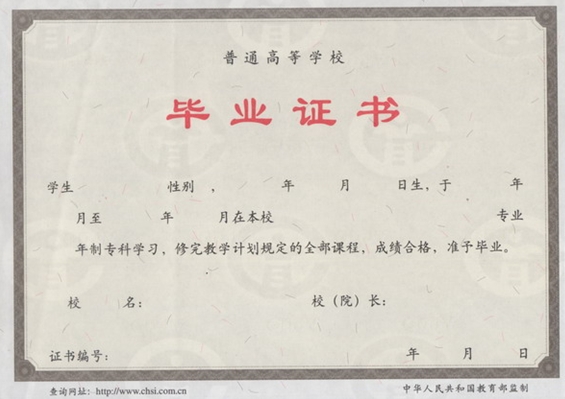 普通高等学校
毕业证书
学生 性别 ， 年 月 日生，于 年
月至 年 月在本校 专业
年制专科学习，修完教学计划规定的全部课程，成绩合格，准予毕业。
校 名： 校（院）长：
证书编号： 年 月 日
查询网址：http://www.chsi.com.cn 中华人民共和国教育部监制